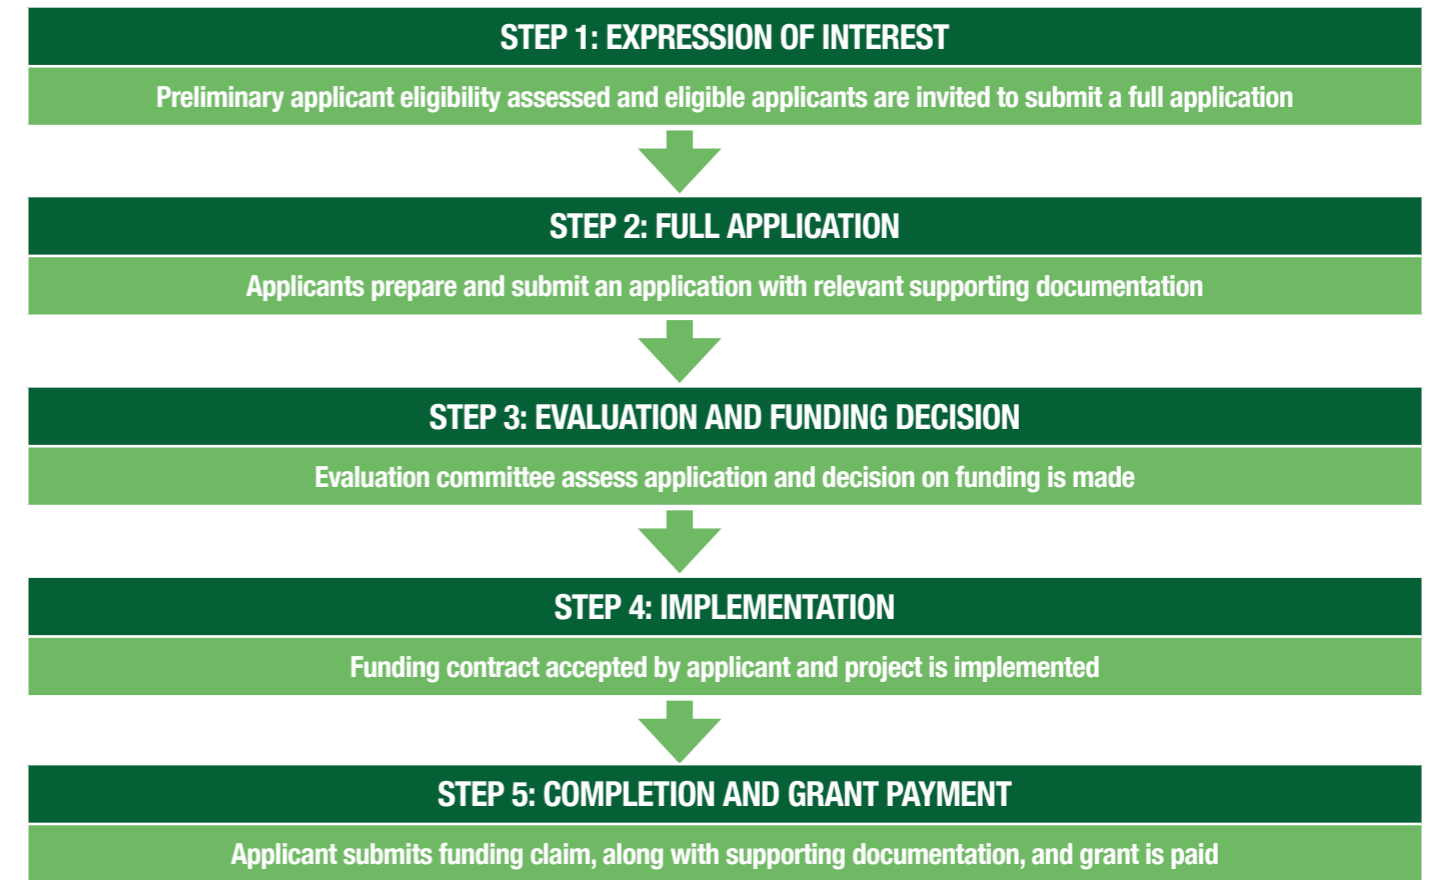 STEP 1: EXPRESSION OF INTEREST
Preliminary applicant eligibility assessed and eligible applicants are invited to submit a full application
STEP 2: FULL APPLICATION
Applicants prepare and submit an application with relevant supporting documentation
STEP 3: EVALUATION AND FUNDING DECISION
Evaluation committee assess application and decision on funding is made
STEP 4: IMPLEMENTATION
Funding contract accepted by applicant and project is implemented
STEP 5: COMPLETION AND GRANT PAYMENT
Applicant submits funding claim, along with supporting documentation, and grant is paid